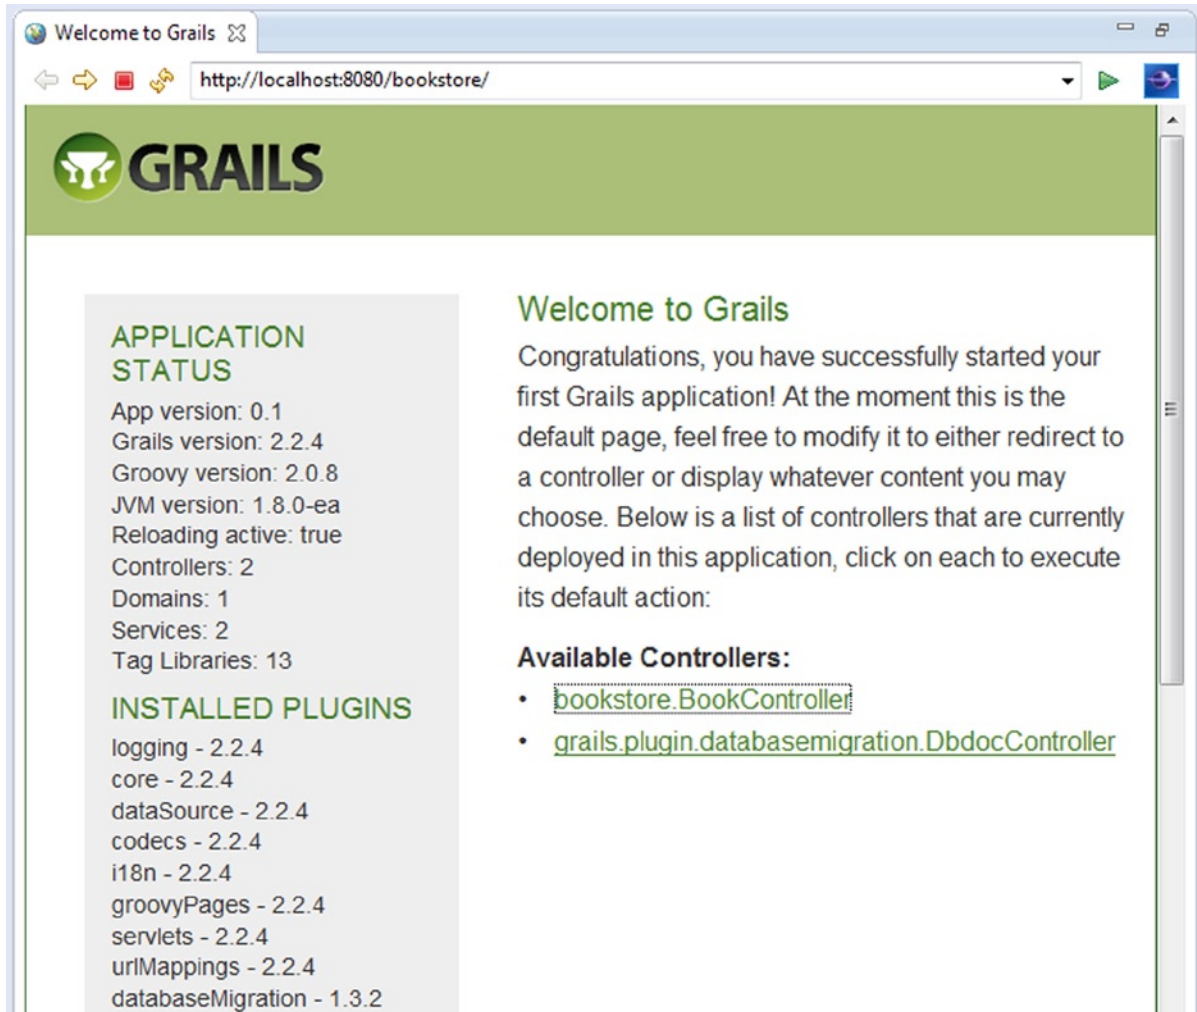 Welcome to Grails
http://localhost:8080/bookstore/
GRAILS
APPLICATION
STATUS
App version: 0.1
Grails version: 2.2.4
Groovy version: 2.0.8
JVM version: 1.8.0-ea
Reloading active: true
Controllers: 2
Domains: 1
Services: 2
Tag Libraries: 13
INSTALLED PLUGINS
logging - 2.2.4
core - 2.2.4
dataSource - 2.2.4
codecs - 2.2.4
i18n - 2.2.4
groovyPages - 2.2.4
servlets - 2.2.4
urlMappings - 2.2.4
databaseMigration - 1.3.2
Welcome to Grails
Congratulations, you have successfully started your
first Grails application! At the moment this is the
default page, feel free to modify it to either redirect to
a controller or display whatever content you may
choose. Below is a list of controllers that are currently
deployed in this application, click on each to execute
its default action:
Available Controllers:
• bookstore.BookController
• grails.plugin.databasemigration.DbdocController